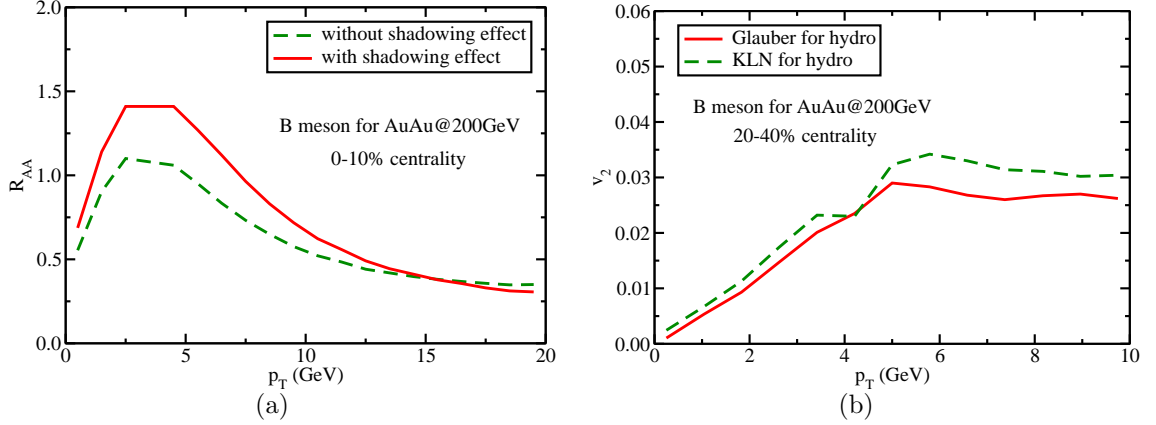 2.0
1.5
1.0
0.5
0.0
R_AA
without shadowing effect
with shadowing effect
B meson for AuAu@200GeV
0-10% centrality
0 5 10 15 20
p_T (GeV)
(a)
0.06
0.05
0.04
0.03
0.02
0.01
0.00
v_2
Glauber for hydro
KLN for hydro
B meson for AuAu@200GeV
20-40% centrality
0 2 4 6 8 10
p_T (GeV)
(b)